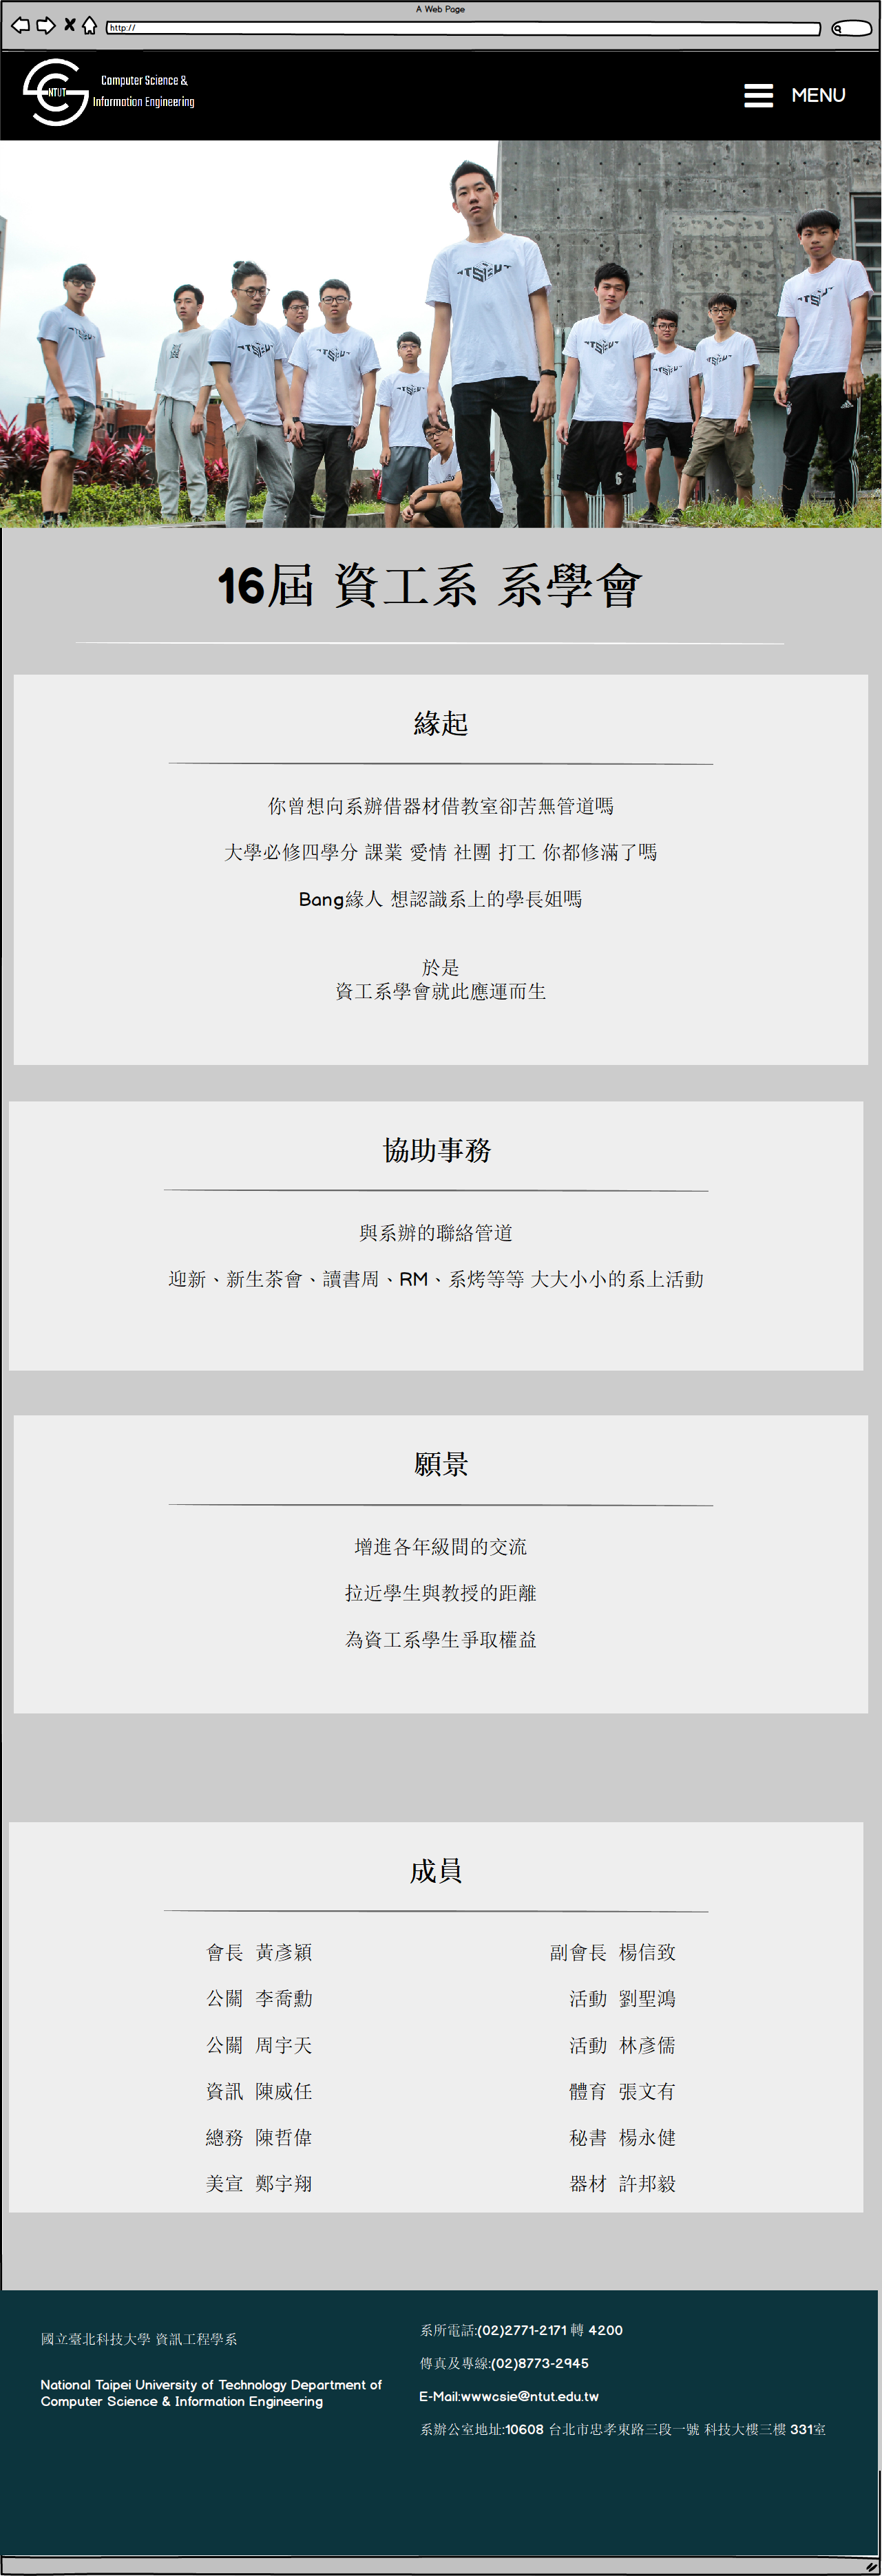 A Web Page
http://
NTUT
Computer Science &
Information Engineering
MENU
16屆 資工系 系學會
緣起
你曾想向系辦借器材借教室卻苦無管道嗎
大學必修四學分 課業 愛情 社團 打工 你都修滿了嗎
Bang緣人 想認識系上的學長姐嗎
於是
資工系學會就此應運而生
協助事務
與系辦的聯絡管道
迎新、新生茶會、讀書周、RM、系烤等等 大大小小的系上活動
願景
增進各年級間的交流
拉近學生與教授的距離
為資工系學生爭取權益
成員
會長 黃彥穎
副會長 楊信致
公關 李喬勳
活動 劉聖鴻
公關 周宇天
活動 林彥儒
資訊 陳威任
體育 張文有
總務 陳哲偉
秘書 楊永健
美宣 鄭宇翔
器材 許邦毅
國立臺北科技大學 資訊工程學系
National Taipei University of Technology Department of
Computer Science & Information Engineering
系所電話:(02)2771-2171 轉 4200
傳真及專線:(02)8773-2945
E-Mail:wwwcsie@ntut.edu.tw
系辦公室地址:10608 台北市忠孝東路三段一號 科技大樓三樓 331室